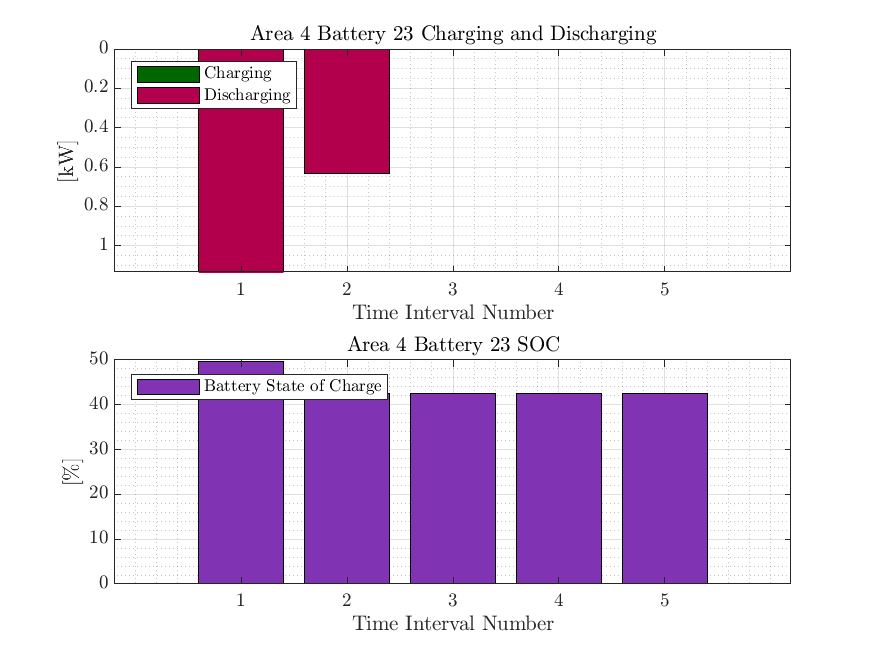 Area 4 Battery 23 Charging and Discharging
0
0.2
0.4
0.6
0.8
1
[kW]
Charging
Discharging
1 2 3 4 5
Time Interval Number
Area 4 Battery 23 SOC
50
40
30
20
10
0
[%]
Battery State of Charge
1 2 3 4 5
Time Interval Number